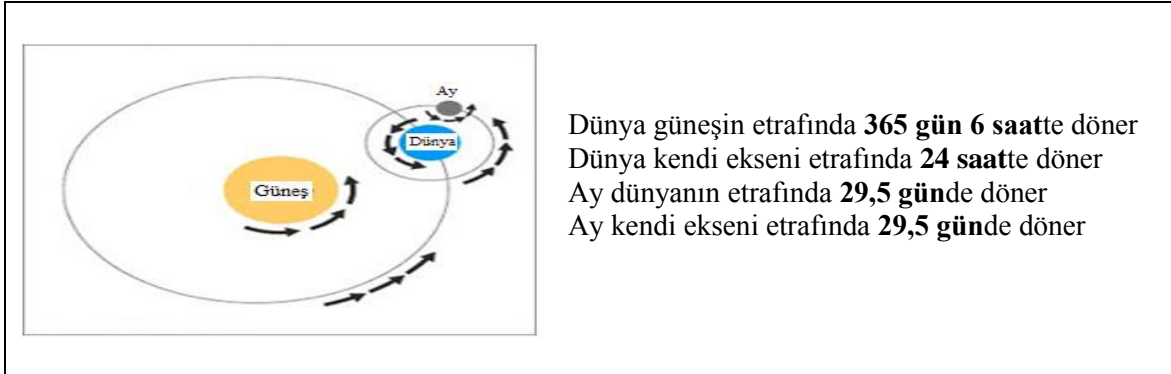 Ay
Dünya
Güneş
Dünya güneşin etrafında 365 gün 6 saatte döner
Dünya kendi ekseni etrafında 24 saatte döner
Ay dünyanın etrafında 29,5 günde döner
Ay kendi ekseni etrafında 29,5 günde döner